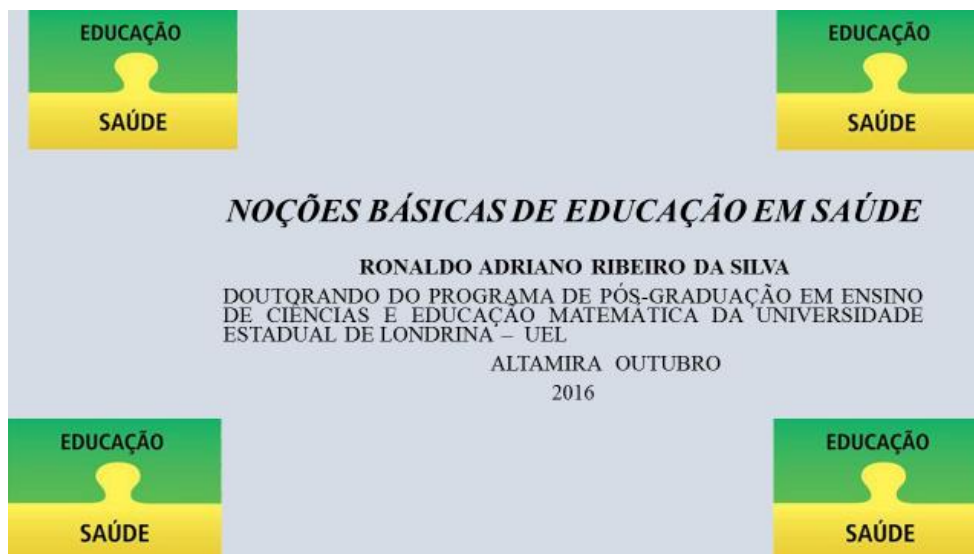 EDUCAÇÃO
SAÚDE
EDUCAÇÃO
SAÚDE
NOÇÕES BÁSICAS DE EDUCAÇÃO EM SAÚDE
RONALDO ADRIANO RIBEIRO DA SILVA
DOUTORANDO DO PROGRAMA DE PÓS-GRADUAÇÃO EM ENSINO
DE CIÊNCIAS E EDUCAÇÃO MATEMÁTICA DA UNIVERSIDADE
ESTADUAL DE LONDRINA – UEL
ALTAMIRA OUTUBRO
2016
EDUCAÇÃO
SAÚDE
EDUCAÇÃO
SAÚDE